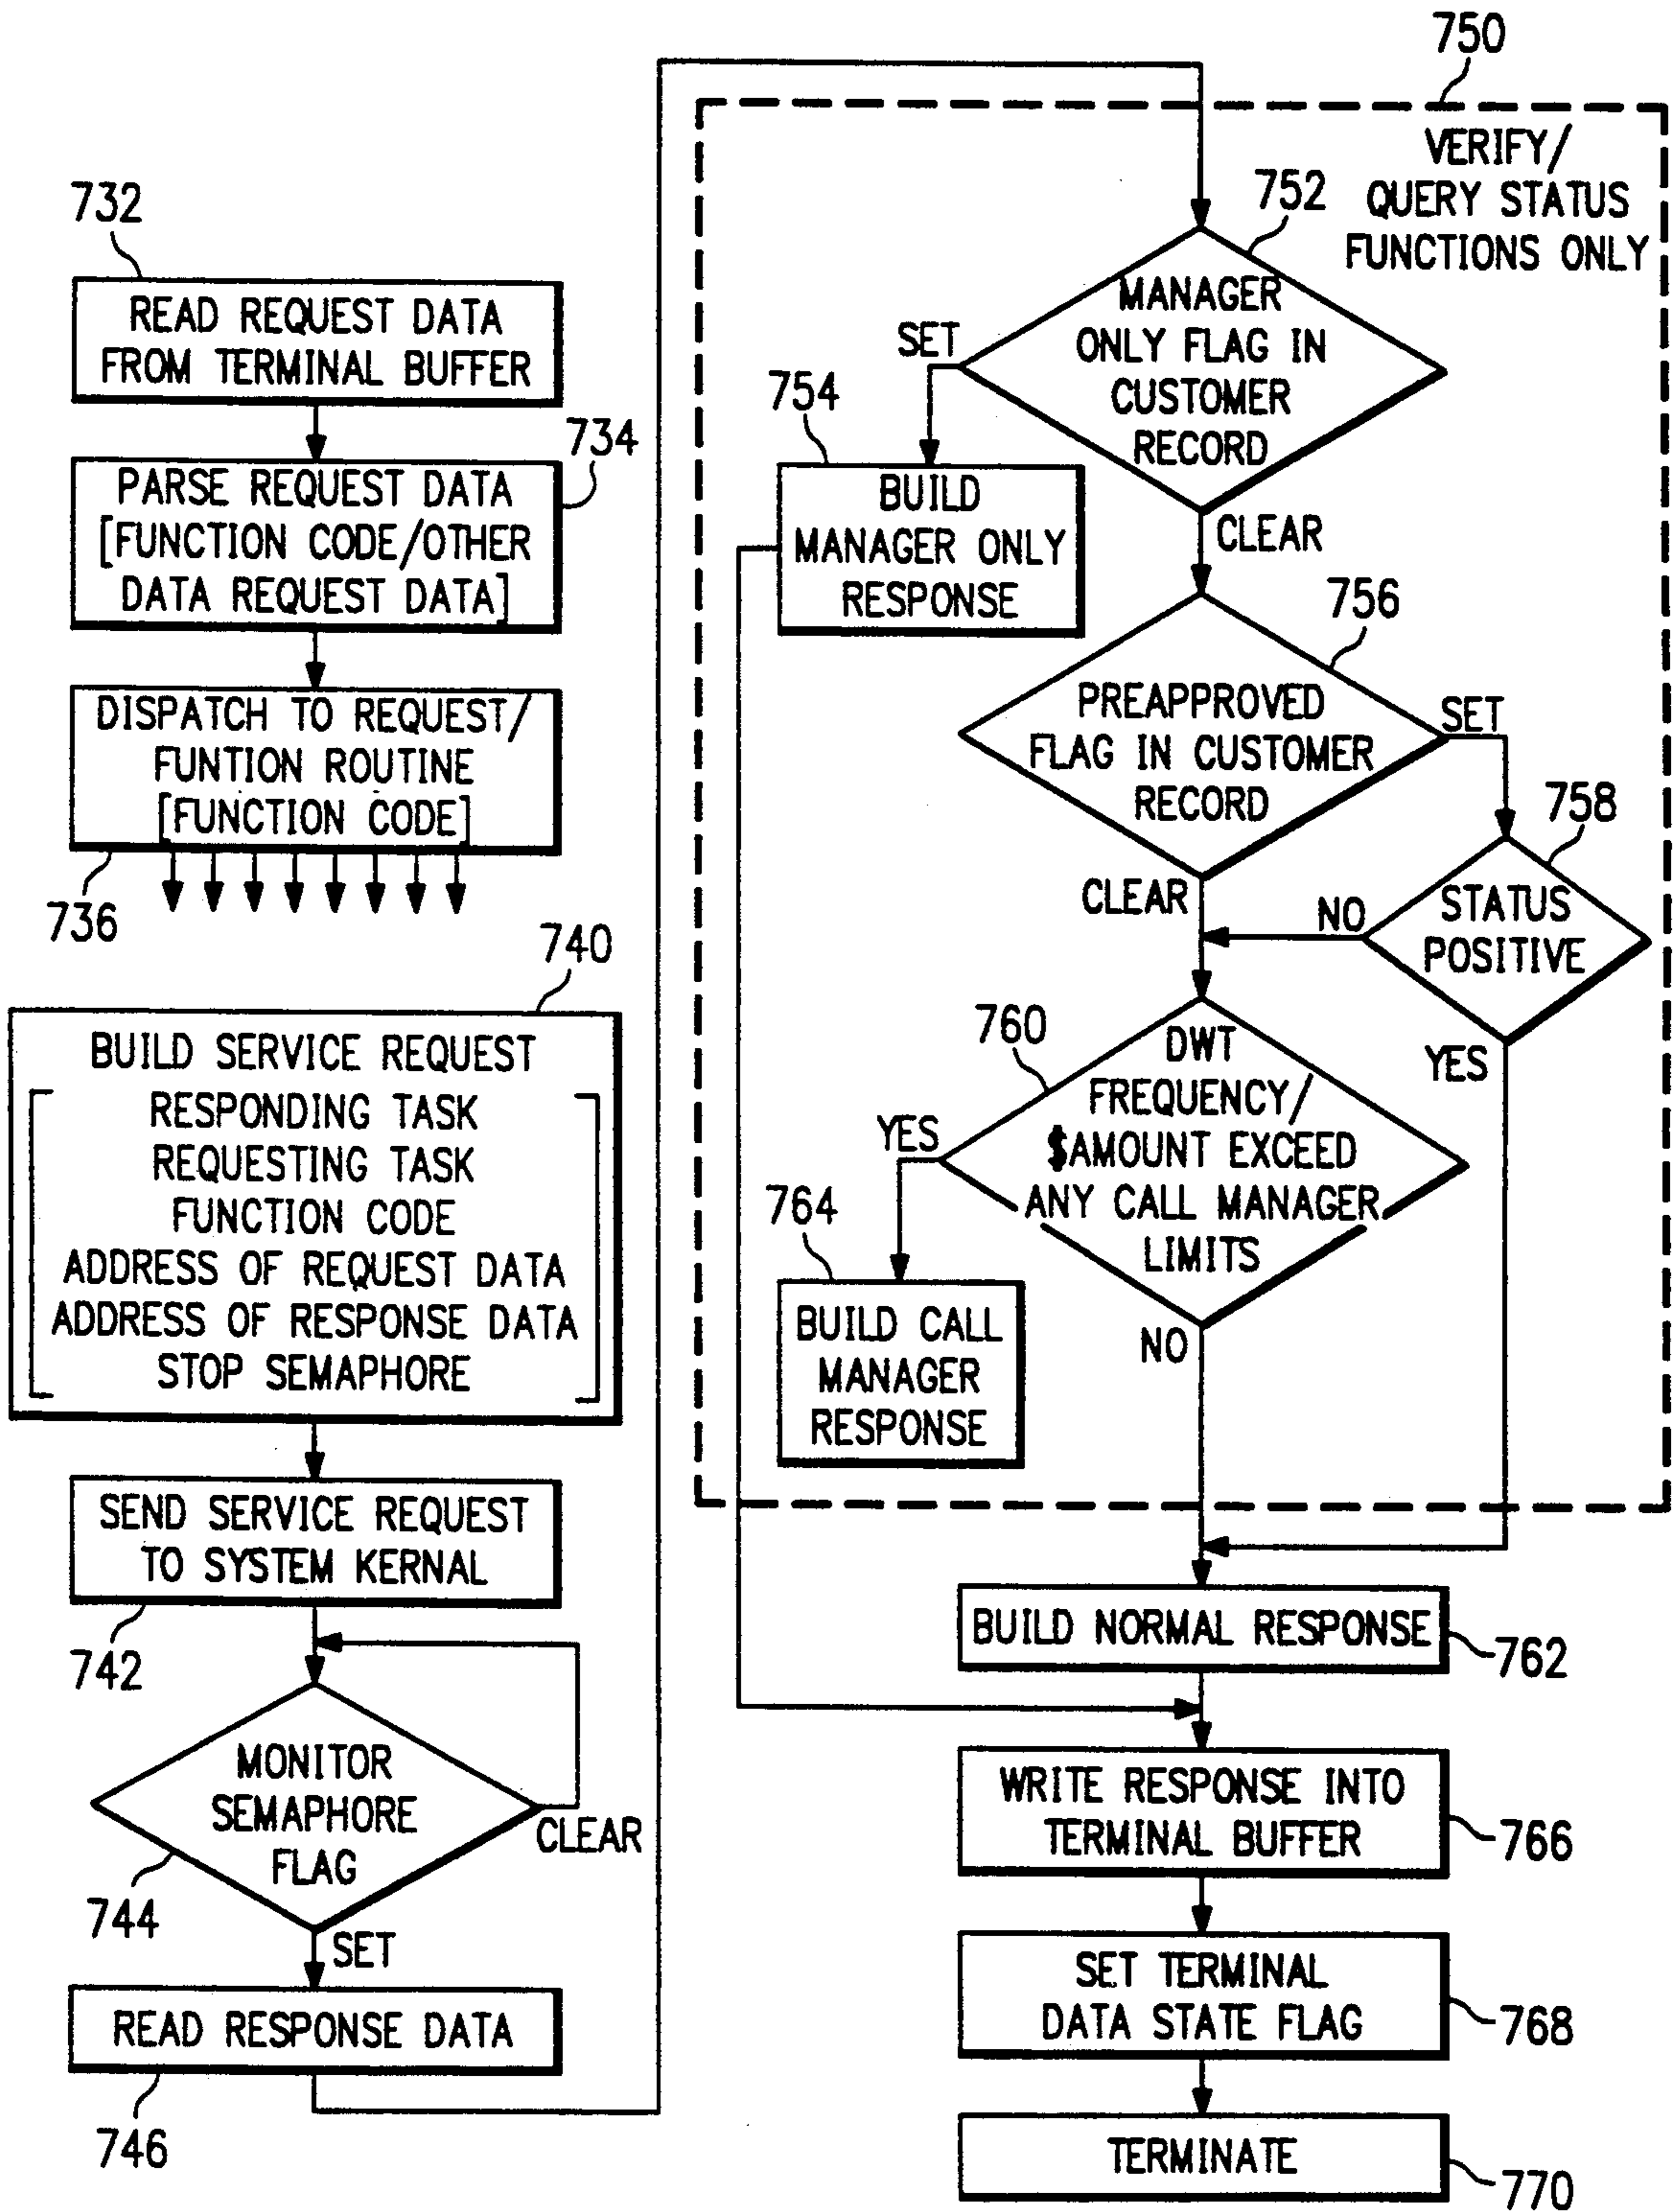 732
READ REQUEST DATA
FROM TERMINAL BUFFER
734
PARSE REQUEST DATA
[FUNCTION CODE/OTHER
DATA REQUEST DATA]
DISPATCH TO REQUEST/
FUNTION ROUTINE
[FUNCTION CODE]
736
740
BUILD SERVICE REQUEST
RESPONDING TASK
REQUESTING TASK
FUNCTION CODE
ADDRESS OF REQUEST DATA
ADDRESS OF RESPONSE DATA
STOP SEMAPHORE
SEND SERVICE REQUEST
TO SYSTEM KERNAL
742
MONITOR
SEMAPHORE
FLAG
CLEAR
744
SET
READ RESPONSE DATA
746
750
VERIFY/
QUERY STATUS
FUNCTIONS ONLY
752
MANAGER
ONLY FLAG IN
CUSTOMER
RECORD
SET
754
BUILD
MANAGER ONLY
RESPONSE
CLEAR
756
PREAPPROVED
FLAG IN CUSTOMER
RECORD
SET
758
STATUS
POSITIVE
CLEAR
NO
YES
760
DWT
FREQUENCY/
$AMOUNT EXCEED
ANY CALL MANAGER
LIMITS
YES
764
BUILD CALL
MANAGER
RESPONSE
NO
BUILD NORMAL RESPONSE
762
WRITE RESPONSE INTO
TERMINAL BUFFER
766
SET TERMINAL
DATA STATE FLAG
768
TERMINATE
770